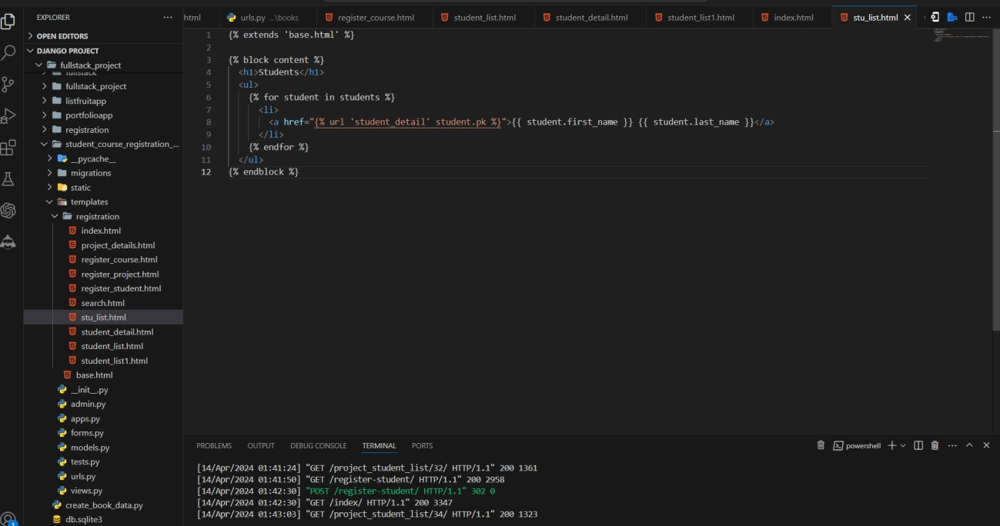 EXPLORER
html
urls.py ...\books
register_course.html
student_list.html
student_detail.html
student_list1.html
index.html
stu_list.html
OPEN EDITORS
DJANGO PROJECT
fullstack_project
fullstack
fullstack_project
listfruitapp
portfolioapp
registration
student_course_registration_...
__pycache__
migrations
static
templates
registration
index.html
project_details.html
register_course.html
register_project.html
register_student.html
search.html
stu_list.html
student_detail.html
student_list.html
student_list1.html
base.html
__init__.py
admin.py
apps.py
forms.py
models.py
tests.py
urls.py
views.py
create_book_data.py
db.sqlite3
1
1 {% extends 'base.html' %}
2
3 {% block content %}
4 <h1>Students</h1>
5 <ul>
6 {% for student in students %}
7 <li>
8 <a href="{% url 'student_detail' student.pk %}">{{ student.first_name }} {{ student.last_name }}</a>
9 </li>
10 {% endfor %}
11 </ul>
12 {% endblock %}
PROBLEMS OUTPUT DEBUG CONSOLE TERMINAL PORTS
powershell
[14/Apr/2024 01:41:24] "GET /project_student_list/32/ HTTP/1.1" 200 1361
[14/Apr/2024 01:41:50] "GET /register-student/ HTTP/1.1" 200 2958
[14/Apr/2024 01:42:30] "POST /register-student/ HTTP/1.1" 302 0
[14/Apr/2024 01:42:30] "GET /index/ HTTP/1.1" 200 3347
[14/Apr/2024 01:43:03] "GET /project_student_list/34/ HTTP/1.1" 200 1323